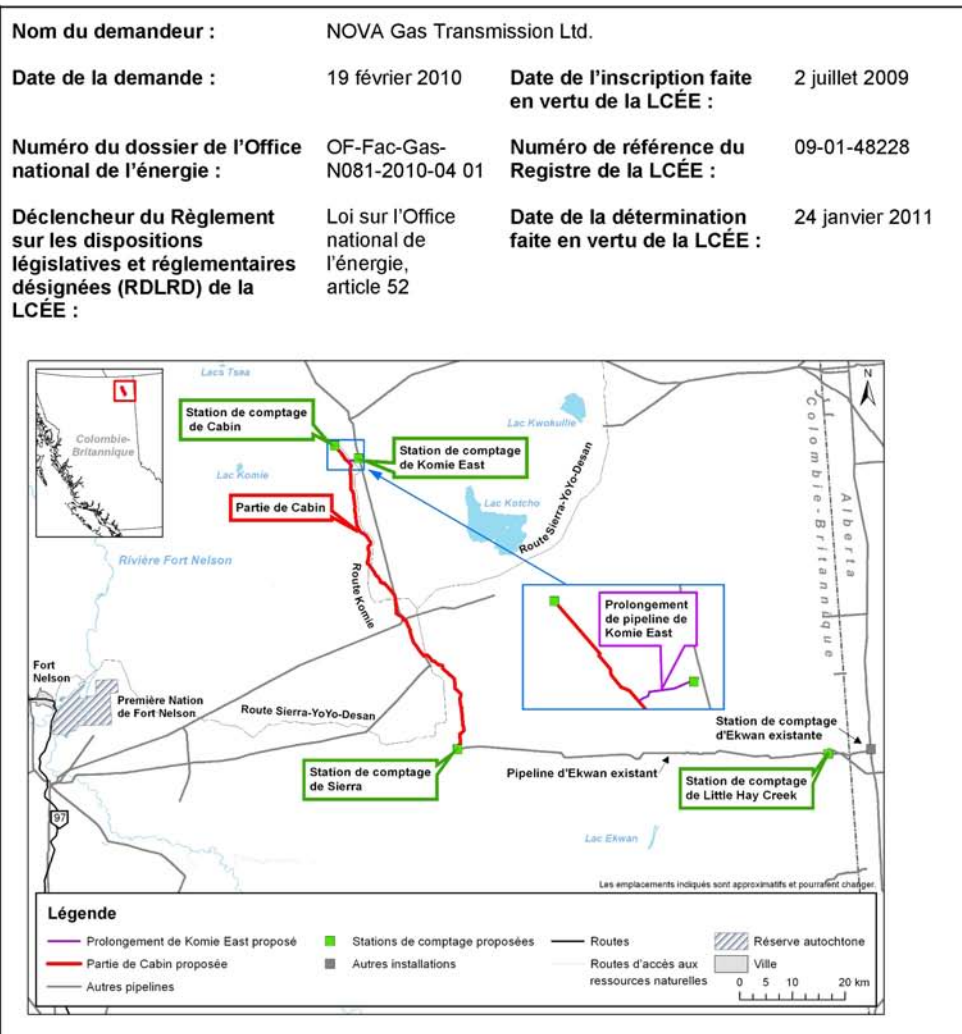 Nom du demandeur :
NOVA Gas Transmission Ltd.
Date de la demande :
19 février 2010
Date de l'inscription faite
en vertu de la LCÉE :
2 juillet 2009
Numéro du dossier de l'Office
national de l'énergie :
OF-Fac-Gas-
N081-2010-04 01
Numéro de référence du
Registre de la LCÉE :
09-01-48228
Déclencheur du Règlement
sur les dispositions
législatives et réglementaires
désignées (RDLRD) de la
LCÉE :
Loi sur l'Office
national de
l'énergie,
article 52
Date de la détermination
faite en vertu de la LCÉE :
24 janvier 2011
Lacs Tsea
N
Colombie-
Britannique
Station de comptage
de Cabin
Lac Kwokullie
Station de comptage
de Komie East
Lac Komie
Partie de Cabin
Lac Kotcho
Route Sierra-YoYo-Desan
Colombie-Britannique
Alberta
Rivière Fort Nelson
Route Komie
Prolongement
de pipeline de
Komie East
Fort
Nelson
Première Nation
de Fort Nelson
Route Sierra-YoYo-Desan
Station de comptage
d'Ekwan existante
Station de comptage
de Sierra
Pipeline d'Ekwan existant
Station de comptage
de Little Hay Creek
97
Lac Ekwan
Les emplacements indiqués sont approximatifs et pourraient changer.
Légende
Prolongement de Komie East proposé
Partie de Cabin proposée
Autres pipelines
Stations de comptage proposées
Autres installations
Routes
Routes d'accès aux
ressources naturelles
Réserve autochtone
Ville
0 5 10 20 km